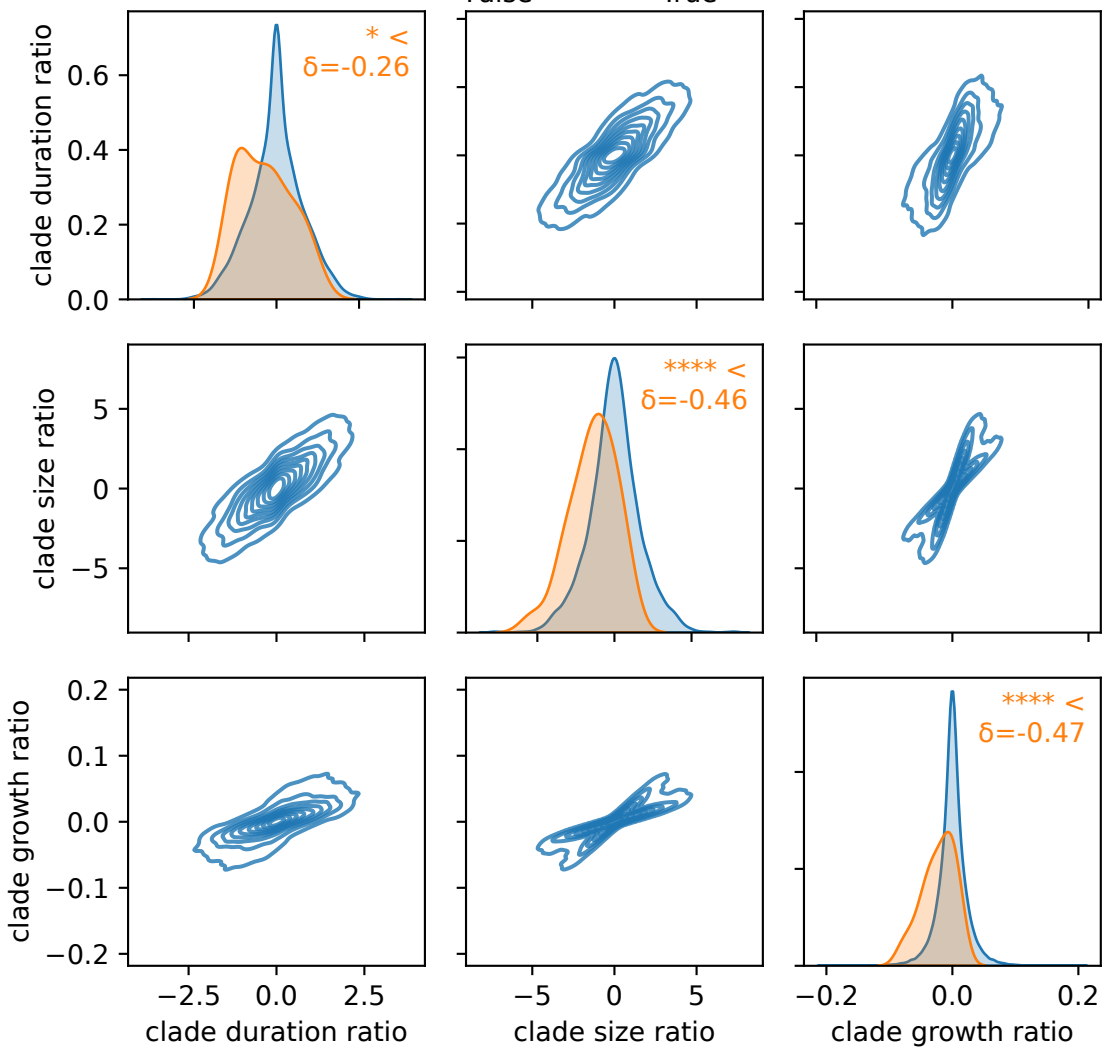 True
clade duration ratio
0.6
0.4
0.2
0.0
* <
δ=-0.26
clade size ratio
5
0
−5
**** <
δ=-0.46
clade growth ratio
0.2
0.1
0.0
−0.1
−0.2
**** <
δ=-0.47
−2.5 0.0 2.5
−5 0 5
−0.2 0.0 0.2
clade duration ratio
clade size ratio
clade growth ratio